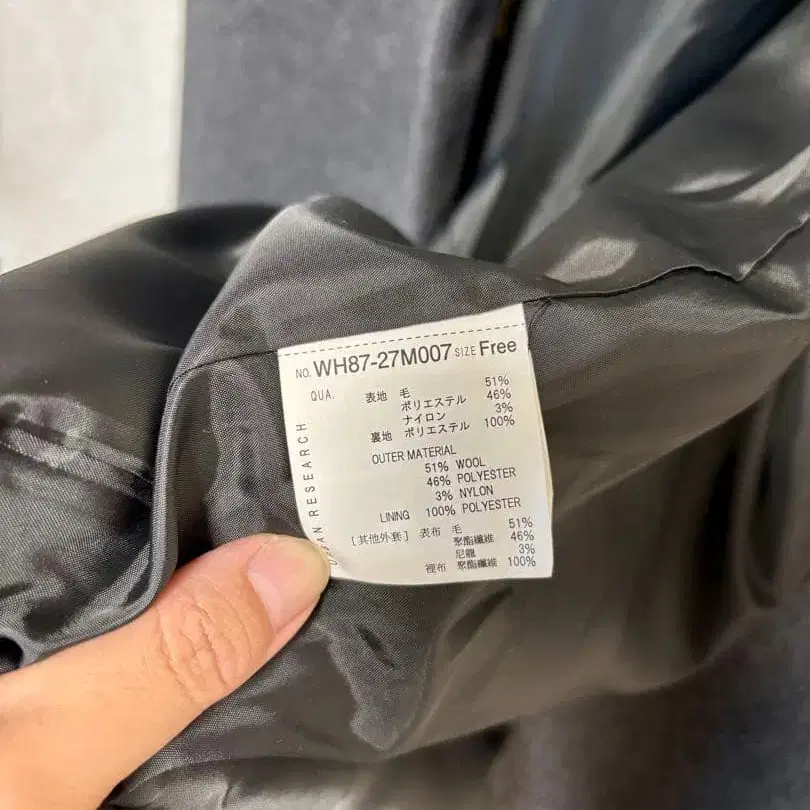 NO. WH87-27M007 SIZE Free
QUA. 表地 毛 51%
ポリエステル 46%
ナイロン 3%
裏地 ポリエステル 100%
OUTER MATERIAL
51% WOOL
46% POLYESTER
3% NYLON
LINING 100% POLYESTER
[其他外套] 表布 毛 51%
聚酯纖維 46%
尼龍 3%
裡布 聚酯纖維 100%
RESEARCH